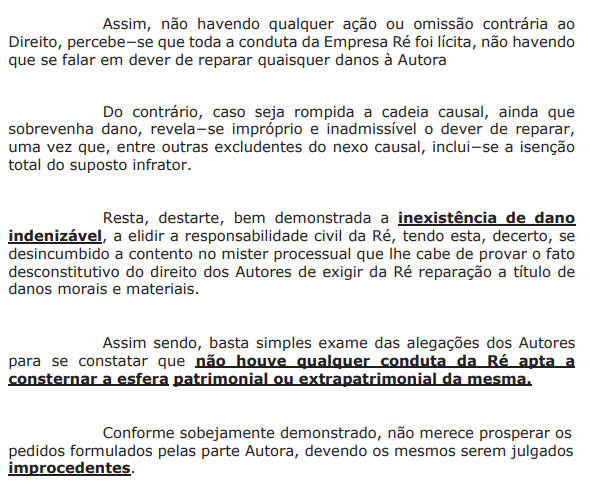 Assim, não havendo qualquer ação ou omissão contrária ao
Direito, percebe−se que toda a conduta da Empresa Ré foi lícita, não havendo
que se falar em dever de reparar quaisquer danos à Autora
Do contrário, caso seja rompida a cadeia causal, ainda que
sobrevenha dano, revela−se impróprio e inadmissível o dever de reparar,
uma vez que, entre outras excludentes do nexo causal, inclui−se a isenção
total do suposto infrator.
Resta, destarte, bem demonstrada a inexistência de dano
indenizável, a elidir a responsabilidade civil da Ré, tendo esta, decerto, se
desincumbido a contento no mister processual que lhe cabe de provar o fato
desconstitutivo do direito dos Autores de exigir da Ré reparação a título de
danos morais e materiais.
Assim sendo, basta simples exame das alegações dos Autores
para se constatar que não houve qualquer conduta da Ré apta a
consternar a esfera patrimonial ou extrapatrimonial da mesma.
Conforme sobejamente demonstrado, não merece prosperar os
pedidos formulados pelas parte Autora, devendo os mesmos serem julgados
improcedentes.